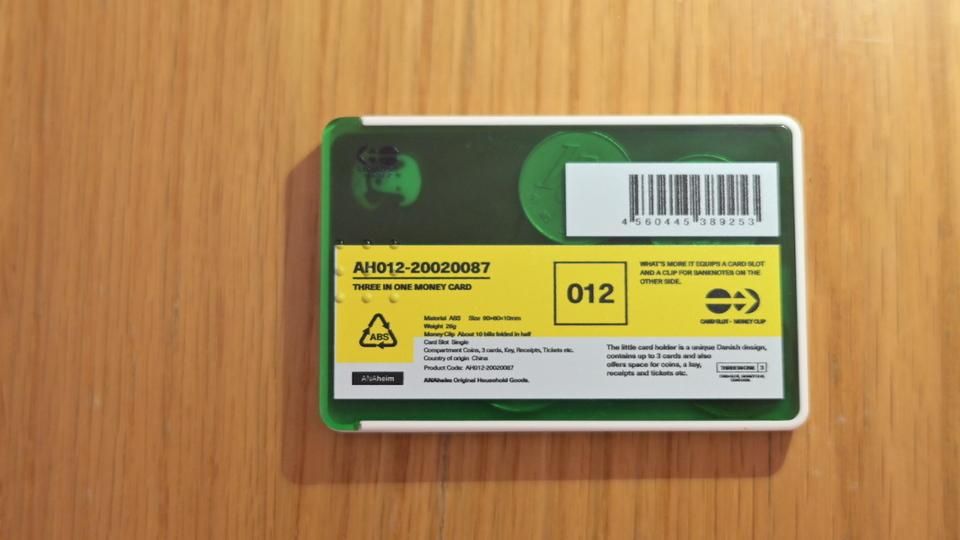 4 560445 389253
AH012-20020087
THREE IN ONE MONEY CARD
012
WHAT'S MORE IT EQUIPS A CARD SLOT
AND A CLIP FOR BANKNOTES ON THE
OTHER SIDE.
CARD SLOT - MONEY CLIP
ABS
Material ABS Size 90×60×10mm
Weight 26g
Money Clip About 10 bills folded in half
Card Slot Single
Compartment Coins, 3 cards, Key, Receipts, Tickets etc.
Country of origin China
Product Code: AH012-20020087
ANAheim
ANAheim Original Household Goods.
The little card holder is a unique Danish design,
contains up to 3 cards and also
offers space for coins, a key,
receipts and tickets etc.
THREE IN ONE 3